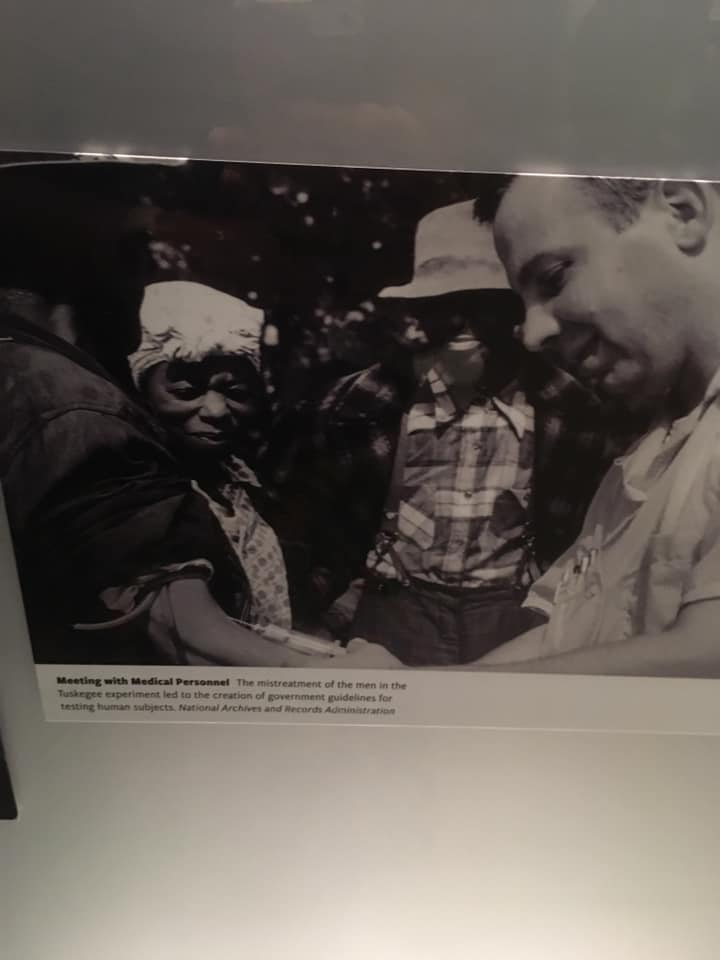 Meeting with Medical Personnel The mistreatment of the men in the
Tuskegee experiment led to the creation of government guidelines for
testing human subjects. National Archives and Records Administration